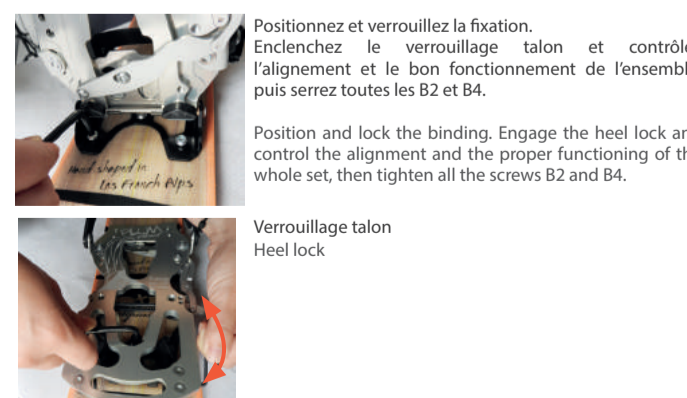 Positionnez et verrouillez la fixation.
Enclenchez le verrouillage talon et contrôle
l'alignement et le bon fonctionnement de l'ensembl
puis serrez toutes les B2 et B4.
Position and lock the binding. Engage the heel lock an
control the alignment and the proper functioning of th
whole set, then tighten all the screws B2 and B4.
Hand shaped in
Les French Alps
Verrouillage talon
Heel lock